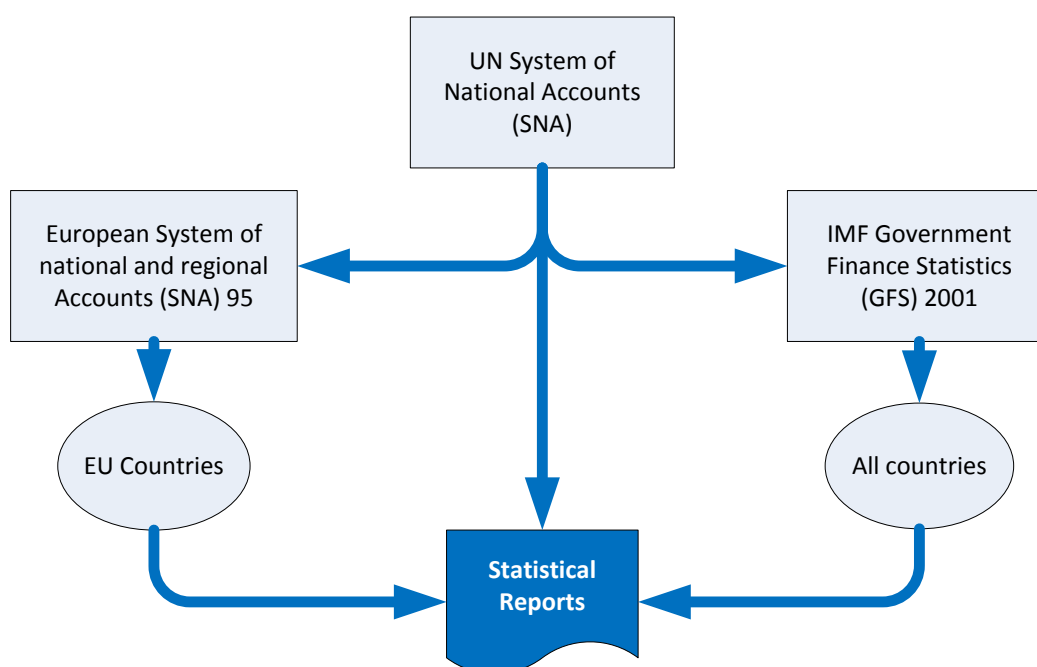 UN System of
National Accounts
(SNA)
European System of
national and regional
Accounts (SNA) 95
IMF Government
Finance Statistics
(GFS) 2001
EU Countries
All countries
Statistical
Reports